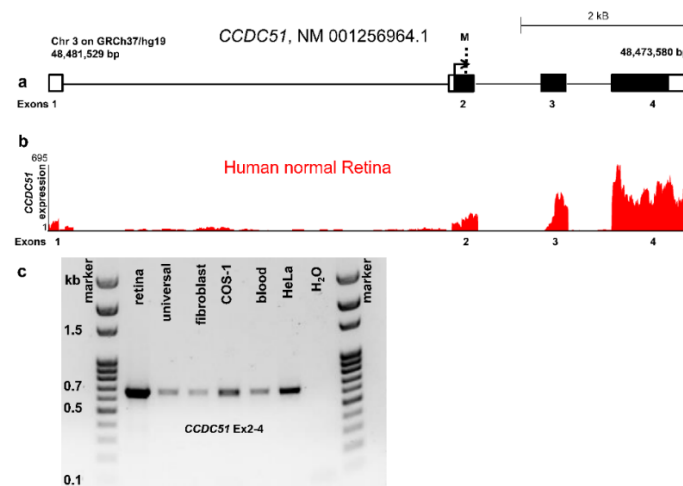 2 kB
CCDC51, NM 001256964.1
Chr 3 on GRCh37/hg19
48,481,529 bp
M
48,473,580 bp
a
Exons 1
2
3
4
b
695
1
CCDC51
expression
Human normal Retina
Exons
1
2
3
4
c
kb
marker
retina
universal
fibroblast
COS-1
blood
HeLa
H2O
marker
1.5
0.7
0.5
0.1
CCDC51 Ex2-4